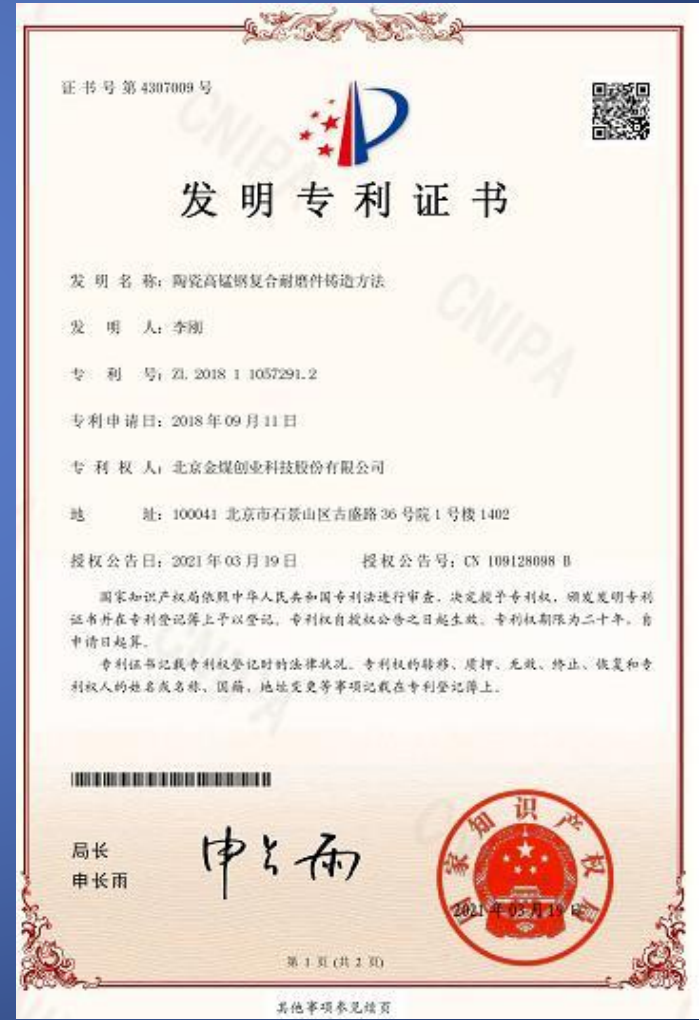 证书号第4307009号
发明专利证书
发明名称：陶瓷高锰钢复合耐磨件铸造方法
发明人：李刚
专利号：ZL 2018 1 1057291.2
专利申请日：2018年09月11日
专利权人：北京金煤创业科技股份有限公司
地址：100041 北京市石景山区古盛路36号院1号楼1402
授权公告日：2021年03月19日 授权公告号：CN 109128098 B
国家知识产权局依照中华人民共和国专利法进行审查，决定授予专利权，颁发发明专利
证书并在专利登记簿上予以登记。专利权自授权公告之日起生效。专利权期限为二十年，自
申请日起算。
专利证书记载专利权登记时的法律状况。专利权的转移、质押、无效、终止、恢复和专
利权人的姓名或名称、国籍、地址变更等事项记载在专利登记簿上。
局长
申长雨
申长雨
国家知识产权局
2021年03月19日
第 1 页 (共 2 页)
其他事项参见续页
CNIPA
CNIPA